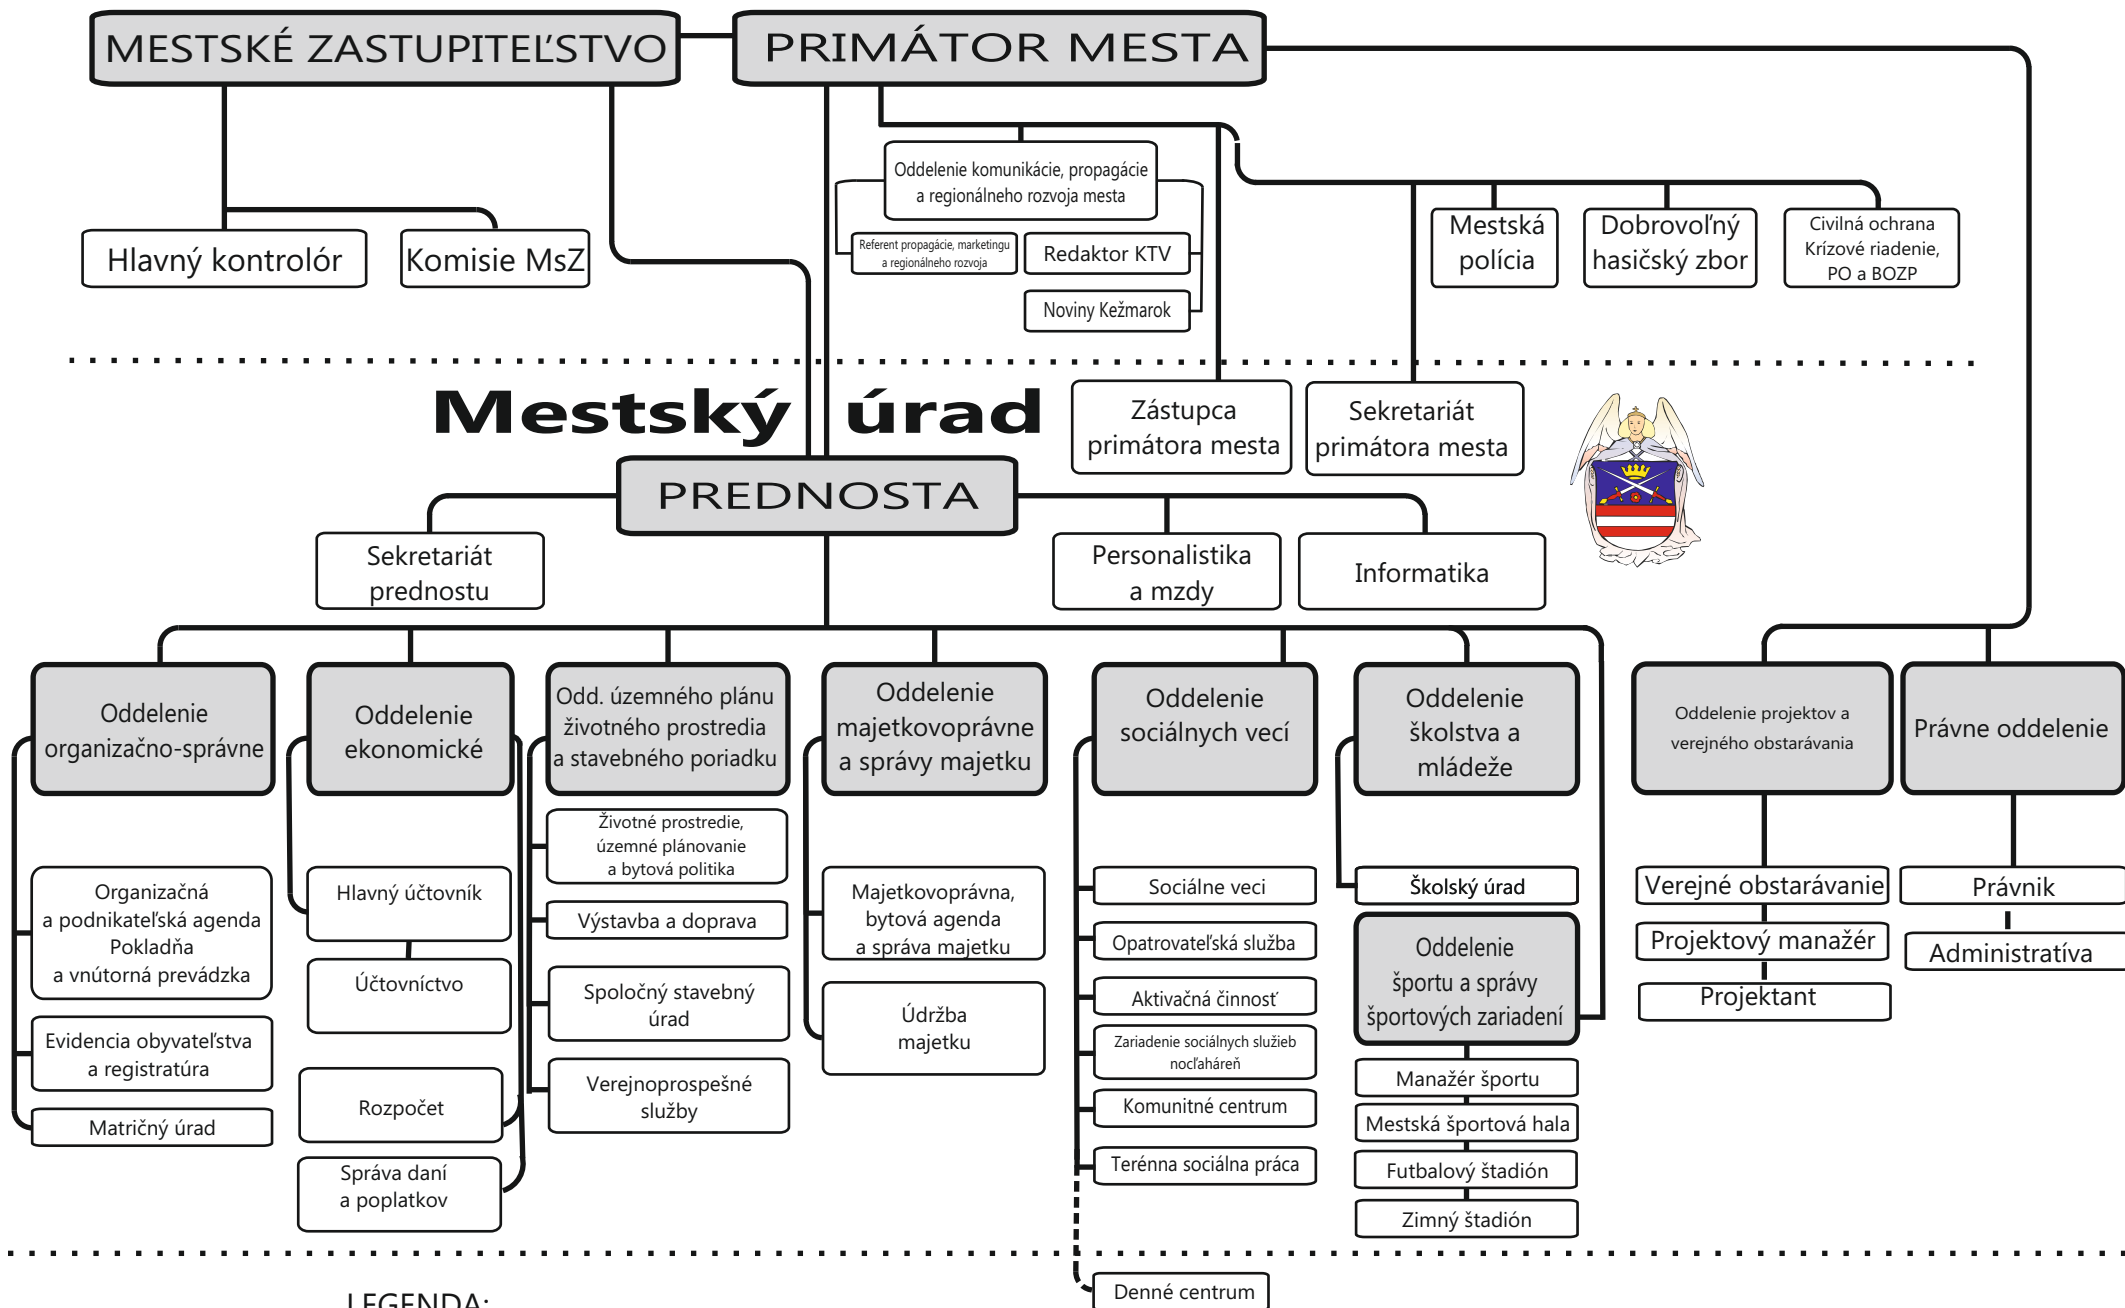 MESTSKÉ ZASTUPITEĽSTVO
PRIMÁTOR MESTA
Oddelenie komunikácie, propagácie
a regionálneho rozvoja mesta
Referent propagácie, marketingu
a regionálneho rozvoja
Redaktor KTV
Noviny Kežmarok
Hlavný kontrolór
Komisie MsZ
Mestská
polícia
Dobrovoľný
hasičský zbor
Civilná ochrana
Krízové riadenie,
PO a BOZP
Mestský úrad
Zástupca
primátora mesta
Sekretariát
primátora mesta
PREDNOSTA
Sekretariát
prednostu
Personalistika
a mzdy
Informatika
Oddelenie
organizačno-správne
Oddelenie
ekonomické
Odd. územného plánu
životného prostredia
a stavebného poriadku
Oddelenie
majetkovoprávne
a správy majetku
Oddelenie
sociálnych vecí
Oddelenie
školstva a
mládeže
Oddelenie projektov a
verejného obstarávania
Právne oddelenie
Organizačná
a podnikateľská agenda
Pokladňa
a vnútorná prevádzka
Evidencia obyvateľstva
a registratúra
Matričný úrad
Hlavný účtovník
Účtovníctvo
Rozpočet
Správa daní
a poplatkov
Životné prostredie,
územné plánovanie
a bytová politika
Výstavba a doprava
Spoločný stavebný
úrad
Verejnoprospešné
služby
Majetkovoprávna,
bytová agenda
a správa majetku
Údržba
majetku
Sociálne veci
Opatrovateľská služba
Aktivačná činnosť
Zariadenie sociálnych služieb
nocľaháreň
Komunitné centrum
Terénna sociálna práca
Denné centrum
Školský úrad
Oddelenie
športu a správy
športových zariadení
Manažér športu
Mestská športová hala
Futbalový štadión
Zimný štadión
Verejné obstarávanie
Projektový manažér
Projektant
Právnik
Administratíva
LEGENDA: